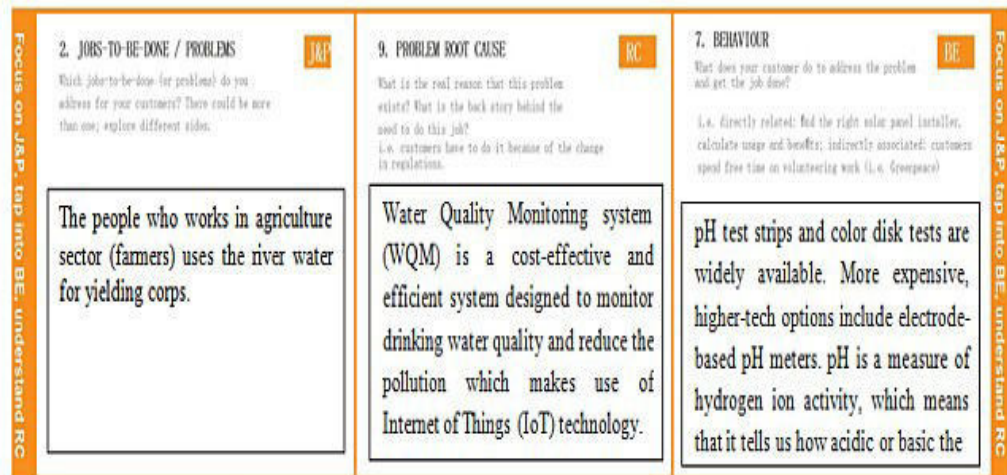 Focus on J&P, tap into BE, understand RC
2. JOBS-TO-BE-DONE / PROBLEMS
J&P
Which jobs-to-be-done (or problems) do you
address for your customers? There could be more
than one; explore different sides.
The people who works in agriculture
sector (farmers) uses the river water
for yielding corps.
9. PROBLEM ROOT CAUSE
RC
What is the real reason that this problem
exists? What is the back story behind the
need to do this job?
i.e. customers have to do it because of the change
in regulations.
Water Quality Monitoring system
(WQM) is a cost-effective and
efficient system designed to monitor
drinking water quality and reduce the
pollution which makes use of
Internet of Things (IoT) technology.
7. BEHAVIOUR
BE
What does your customer do to address the problem
and get the job done?
i.e. directly related: find the right solar panel installer,
calculate usage and benefits; indirectly associated: customers
spend free time on volunteering work (i.e. Greenpeace)
pH test strips and color disk tests are
widely available. More expensive,
higher-tech options include electrode-
based pH meters. pH is a measure of
hydrogen ion activity, which means
that it tells us how acidic or basic the
Focus on J&P, tap into BE, understand RC